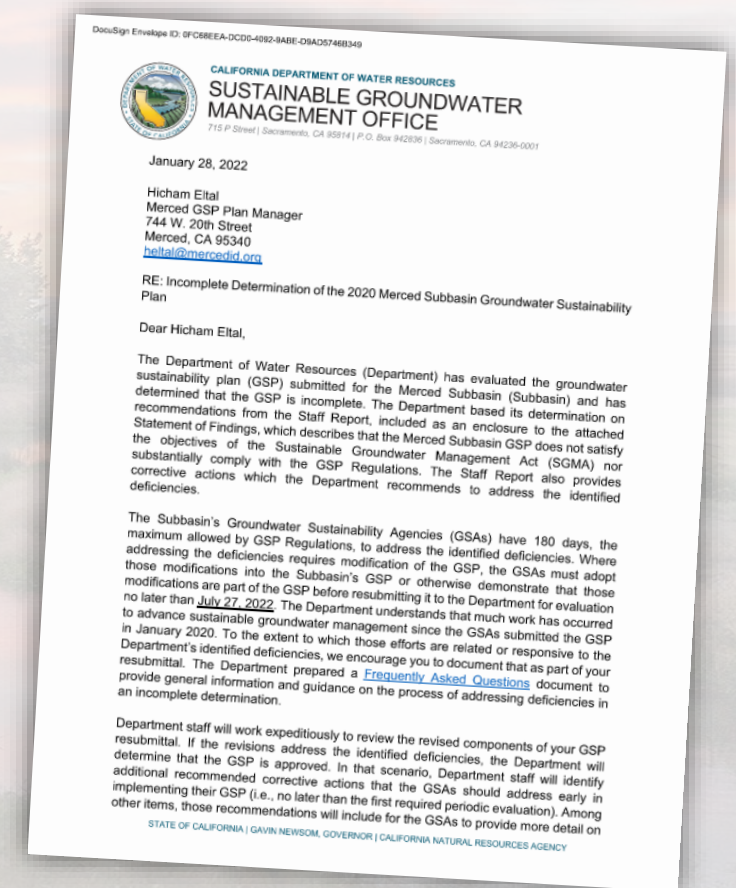 DocuSign Envelope ID: 0FC68EEA-DCD0-4092-9ABE-D9AD5746B349
CALIFORNIA DEPARTMENT OF WATER RESOURCES
SUSTAINABLE GROUNDWATER
MANAGEMENT OFFICE
715 P Street | Sacramento, CA 95814 | P.O. Box 942836 | Sacramento, CA 94236-0001
January 28, 2022
Hicham Eltal
Merced GSP Plan Manager
744 W. 20th Street
Merced, CA 95340
heltal@mercedid.org
RE: Incomplete Determination of the 2020 Merced Subbasin Groundwater Sustainability
Plan
Dear Hicham Eltal,
The Department of Water Resources (Department) has evaluated the groundwater
sustainability plan (GSP) submitted for the Merced Subbasin (Subbasin) and has
determined that the GSP is incomplete. The Department based its determination on
recommendations from the Staff Report, included as an enclosure to the attached
Statement of Findings, which describes that the Merced Subbasin GSP does not satisfy
the objectives of the Sustainable Groundwater Management Act (SGMA) nor
substantially comply with the GSP Regulations. The Staff Report also provides
corrective actions which the Department recommends to address the identified
deficiencies.
The Subbasin's Groundwater Sustainability Agencies (GSAs) have 180 days, the
maximum allowed by GSP Regulations, to address the identified deficiencies. Where
addressing the deficiencies requires modification of the GSP, the GSAs must adopt
those modifications into the Subbasin's GSP or otherwise demonstrate that those
modifications are part of the GSP before resubmitting it to the Department for evaluation
no later than July 27, 2022. The Department understands that much work has occurred
to advance sustainable groundwater management since the GSAs submitted the GSP
in January 2020. To the extent to which those efforts are related or responsive to the
Department's identified deficiencies, we encourage you to document that as part of your
resubmittal. The Department prepared a Frequently Asked Questions document to
provide general information and guidance on the process of addressing deficiencies in
an incomplete determination.
Department staff will work expeditiously to review the revised components of your GSP
resubmittal. If the revisions address the identified deficiencies, the Department will
determine that the GSP is approved. In that scenario, Department staff will identify
additional recommended corrective actions that the GSAs should address early in
implementing their GSP (i.e., no later than the first required periodic evaluation). Among
other items, those recommendations will include for the GSAs to provide more detail on
STATE OF CALIFORNIA | GAVIN NEWSOM, GOVERNOR | CALIFORNIA NATURAL RESOURCES AGENCY